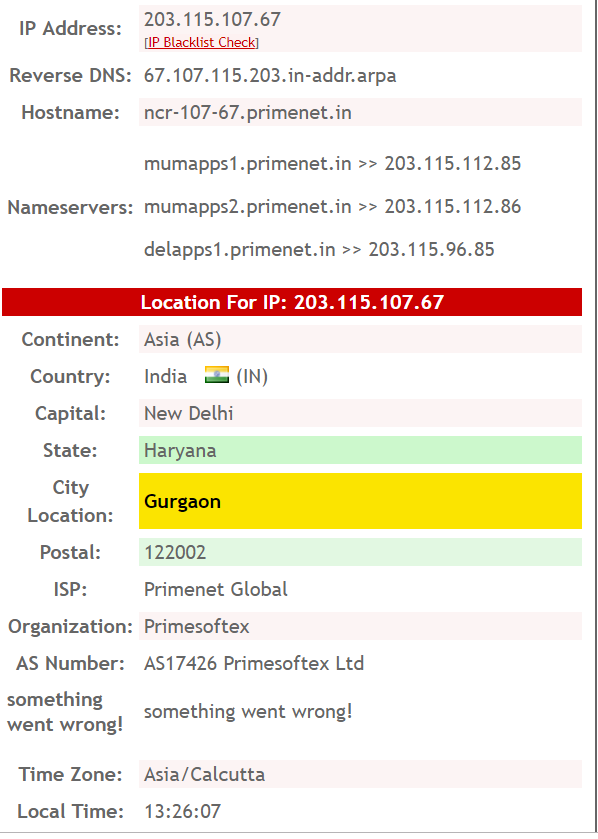 IP Address: 203.115.107.67
[IP Blacklist Check]
Reverse DNS: 67.107.115.203.in-addr.arpa
Hostname: ncr-107-67.primenet.in
mumapps1.primenet.in >> 203.115.112.85
Nameservers: mumapps2.primenet.in >> 203.115.112.86
delapps1.primenet.in >> 203.115.96.85
Location For IP: 203.115.107.67
Continent: Asia (AS)
Country: India (IN)
Capital: New Delhi
State: Haryana
City
Location: Gurgaon
Postal: 122002
ISP: Primenet Global
Organization: Primesoftex
AS Number: AS17426 Primesoftex Ltd
something
went wrong! something went wrong!
Time Zone: Asia/Calcutta
Local Time: 13:26:07